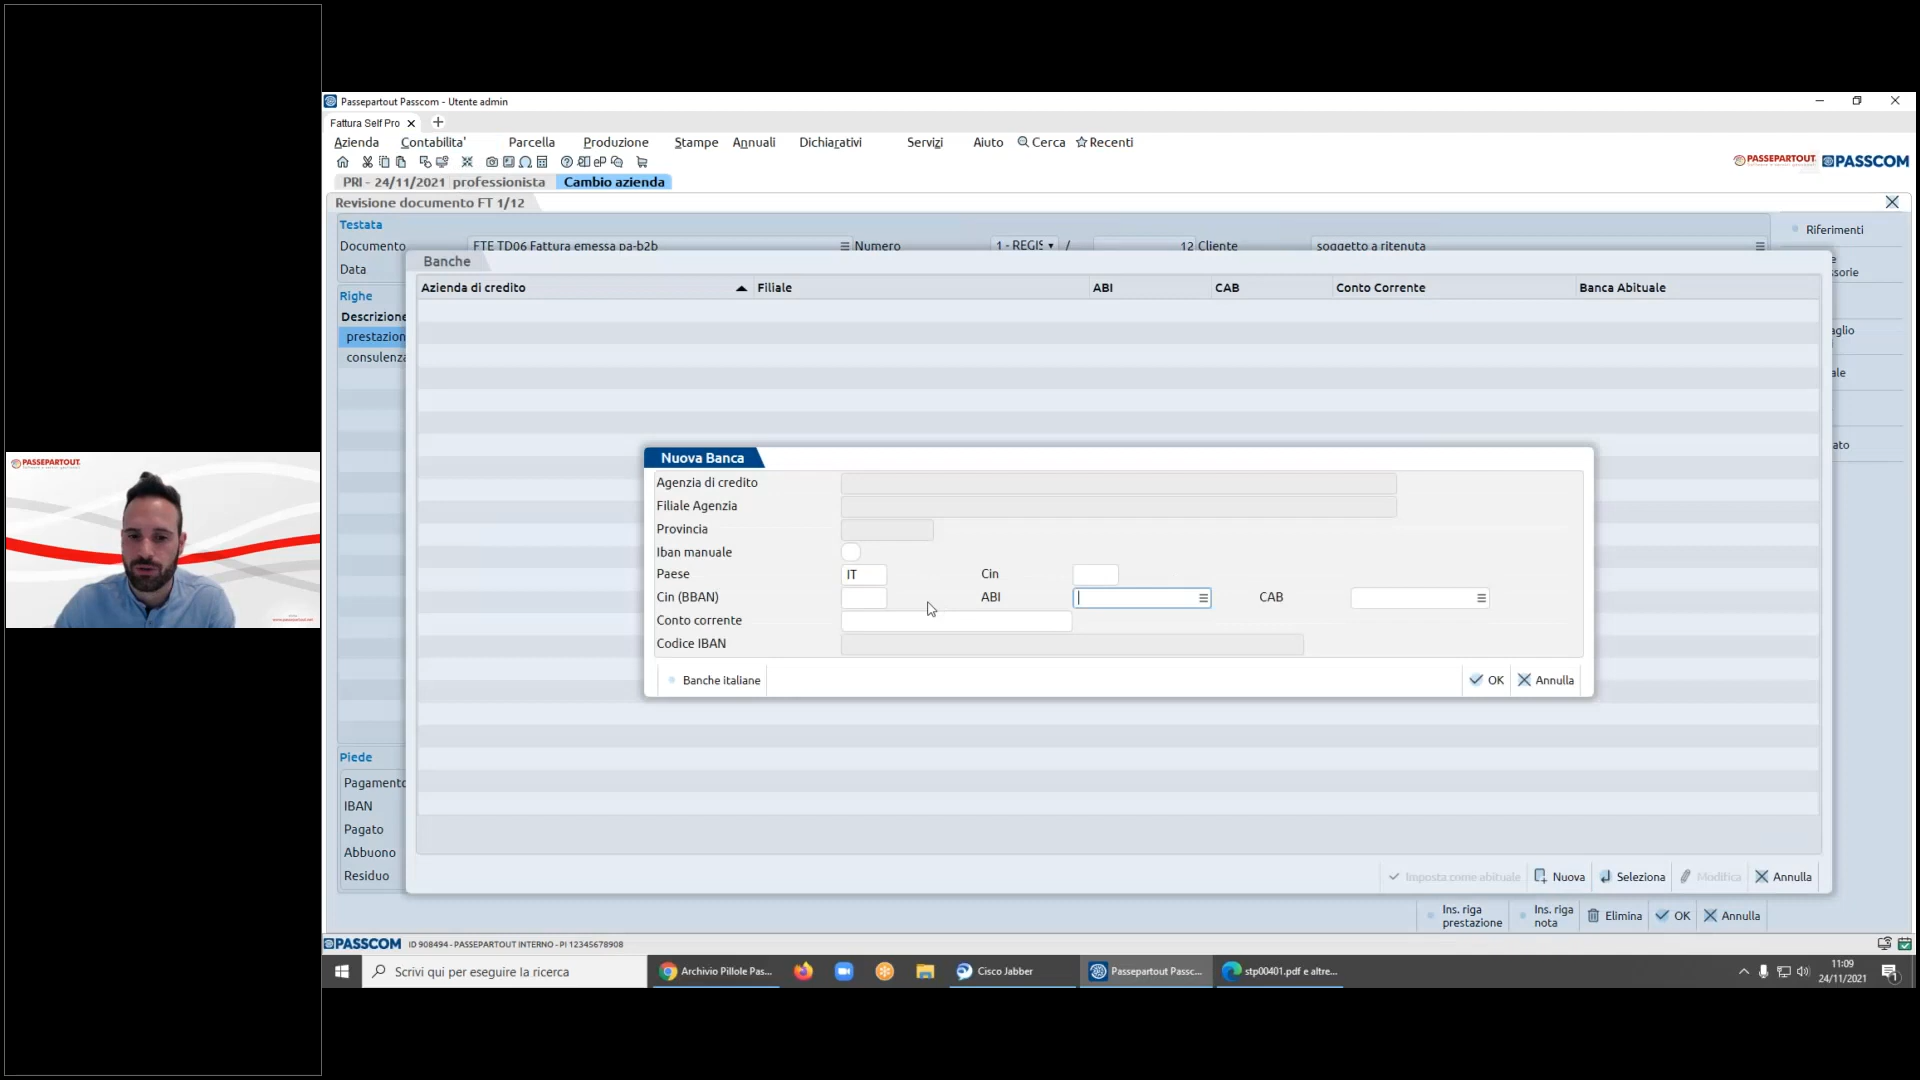 PASSEPARTOUT
Passepartout Passcom - Utente admin
Fattura Self Pro
Azienda Contabilita' Parcella Produzione Stampe Annuali Dichiarativi Servizi Aiuto Cerca Recenti
PASSEPARTOUT PASSCOM
PRI - 24/11/2021 professionista Cambio azienda
Revisione documento FT 1/12
Testata
Documento FTE TD06 Fattura emessa pa-b2b Numero 1 - REGIS / 12 Cliente soggetto a ritenuta
Data
Riferimenti
Banche
Azienda di credito Filiale ABI CAB Conto Corrente Banca Abituale
Righe
Descrizione
prestazion
consulenza
e
sorie
aglio
ale
ato
Nuova Banca
Agenzia di credito
Filiale Agenzia
Provincia
Iban manuale
Paese IT Cin
Cin (BBAN) ABI CAB
Conto corrente
Codice IBAN
Banche italiane OK Annulla
Piede
Pagamento
IBAN
Pagato
Abbuono
Residuo
Imposta come abituale Nuova Seleziona Modifica Annulla
Ins. riga prestazione Ins. riga nota Elimina OK Annulla
PASSCOM ID 908494 - PASSEPARTOUT INTERNO - PI 12345678908
Scrivi qui per eseguire la ricerca Archivio Pillole Pas... Cisco Jabber Passepartout Passc... stp00401.pdf e altre...
11:09
24/11/2021
1